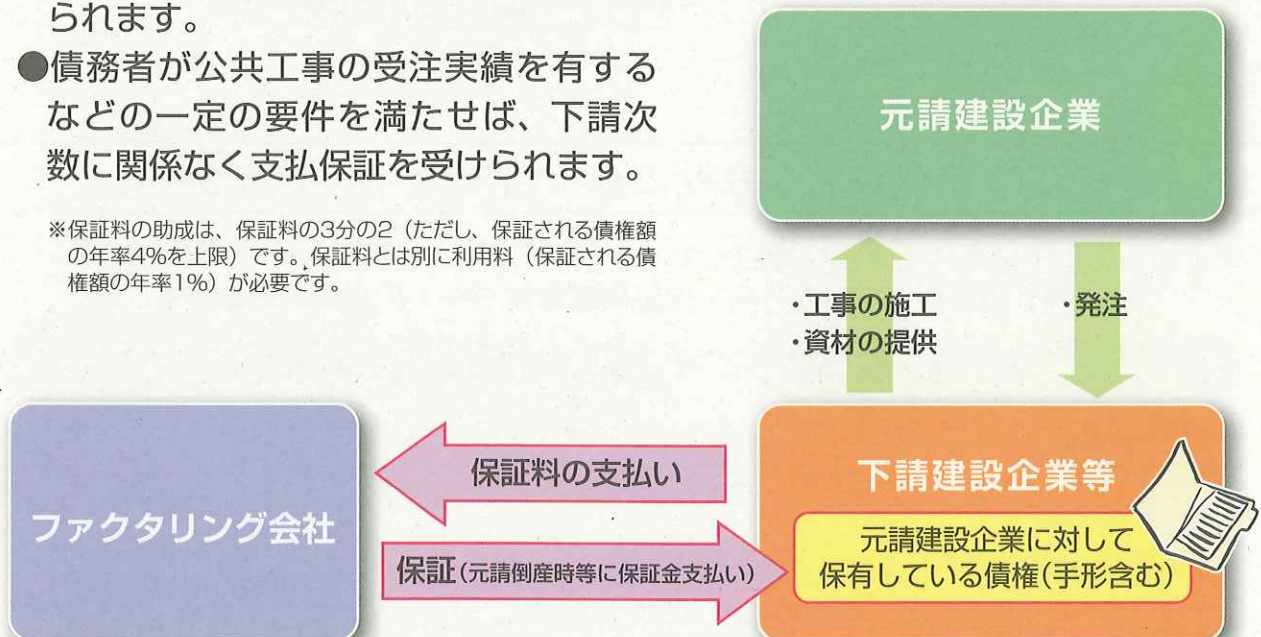 られます。
●債務者が公共工事の受注実績を有する
などの一定の要件を満たせば、下請次
数に関係なく支払保証を受けられます。
※保証料の助成は、保証料の3分の2（ただし、保証される債権額
の年率4%を上限）です。保証料とは別に利用料（保証される債
権額の年率1%）が必要です。
元請建設企業
・工事の施工
・資材の提供
・発注
ファクタリング会社
保証料の支払い
保証(元請倒産時等に保証金支払い)
下請建設企業等
元請建設企業に対して
保有している債権(手形含む)